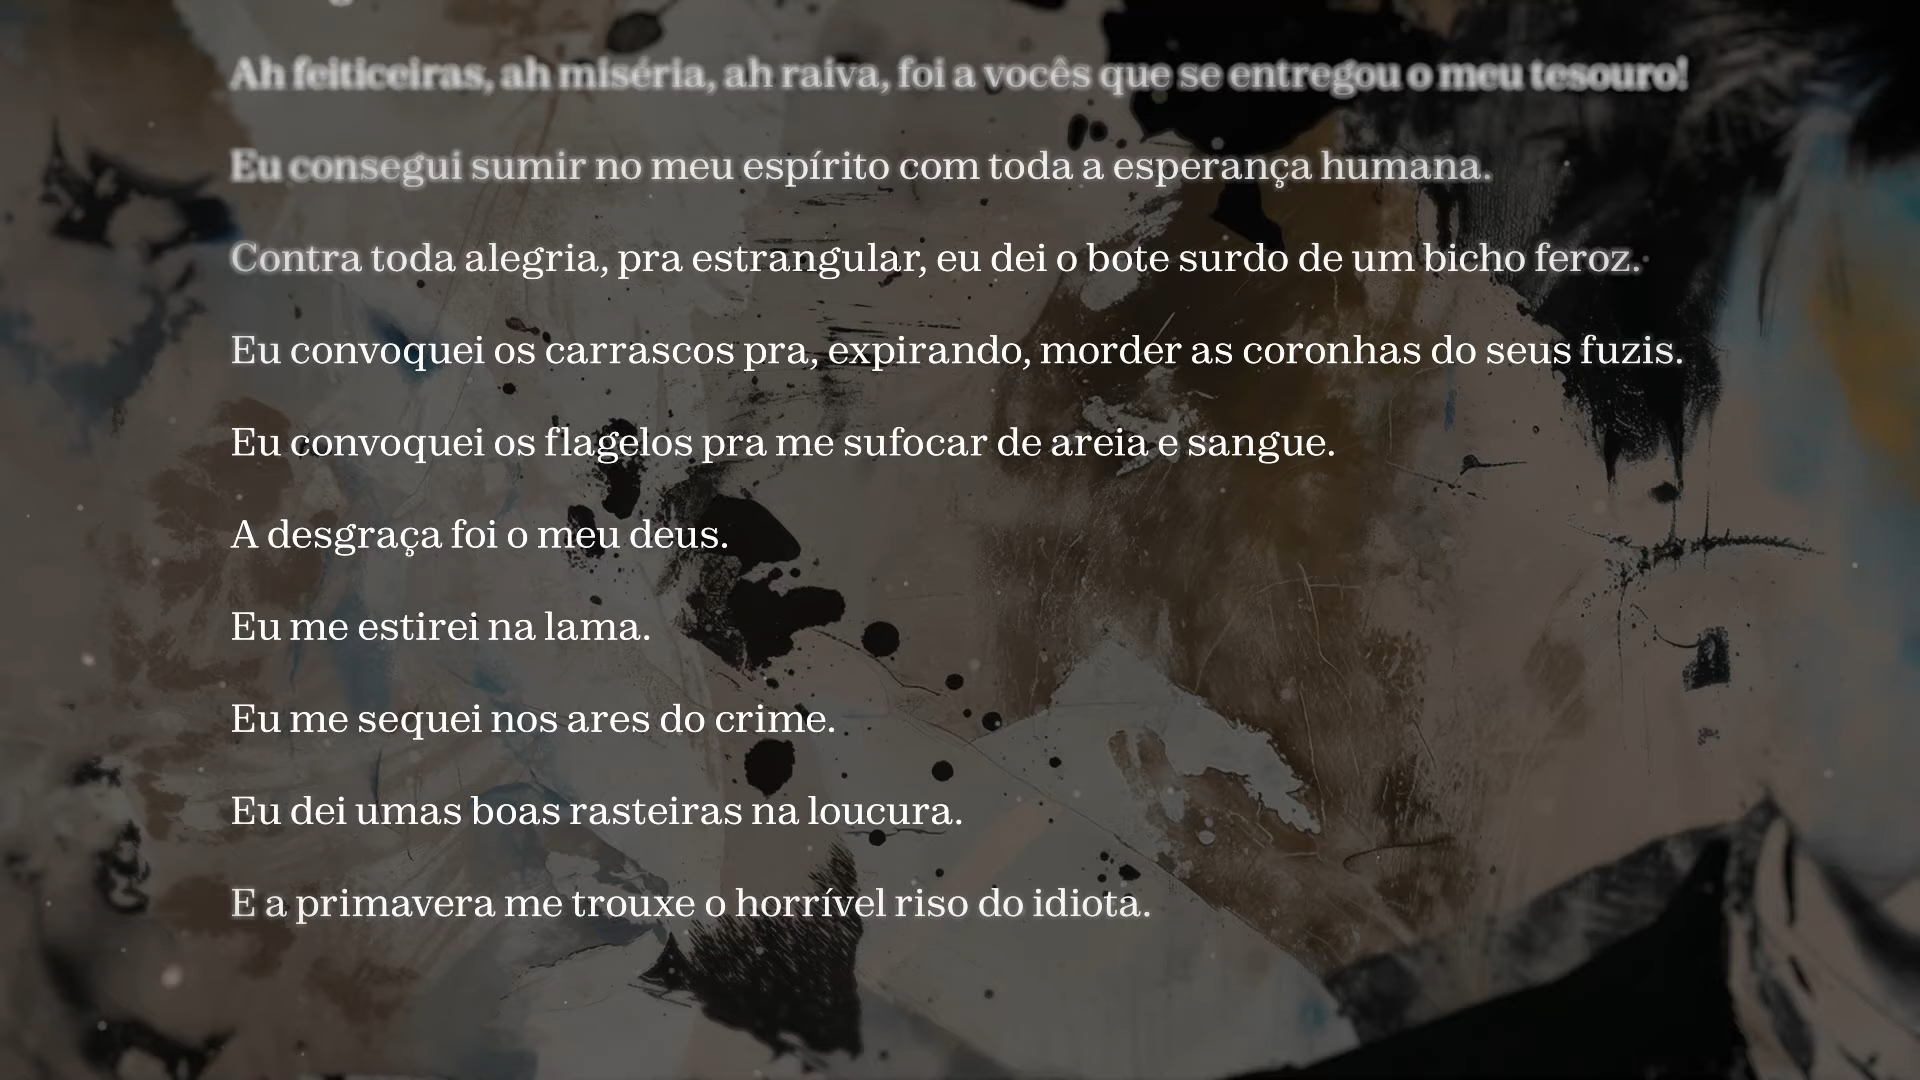 Ah feiticeiras, ah miséria, ah raiva, foi a vocês que se entregou o meu tesouro!
Eu consegui sumir no meu espírito com toda a esperança humana.
Contra toda alegria, pra estrangular, eu dei o bote surdo de um bicho feroz.
Eu convoquei os carrascos pra, expirando, morder as coronhas do seus fuzis.
Eu convoquei os flagelos pra me sufocar de areia e sangue.
A desgraça foi o meu deus.
Eu me estirei na lama.
Eu me sequei nos ares do crime.
Eu dei umas boas rasteiras na loucura.
E a primavera me trouxe o horrível riso do idiota.